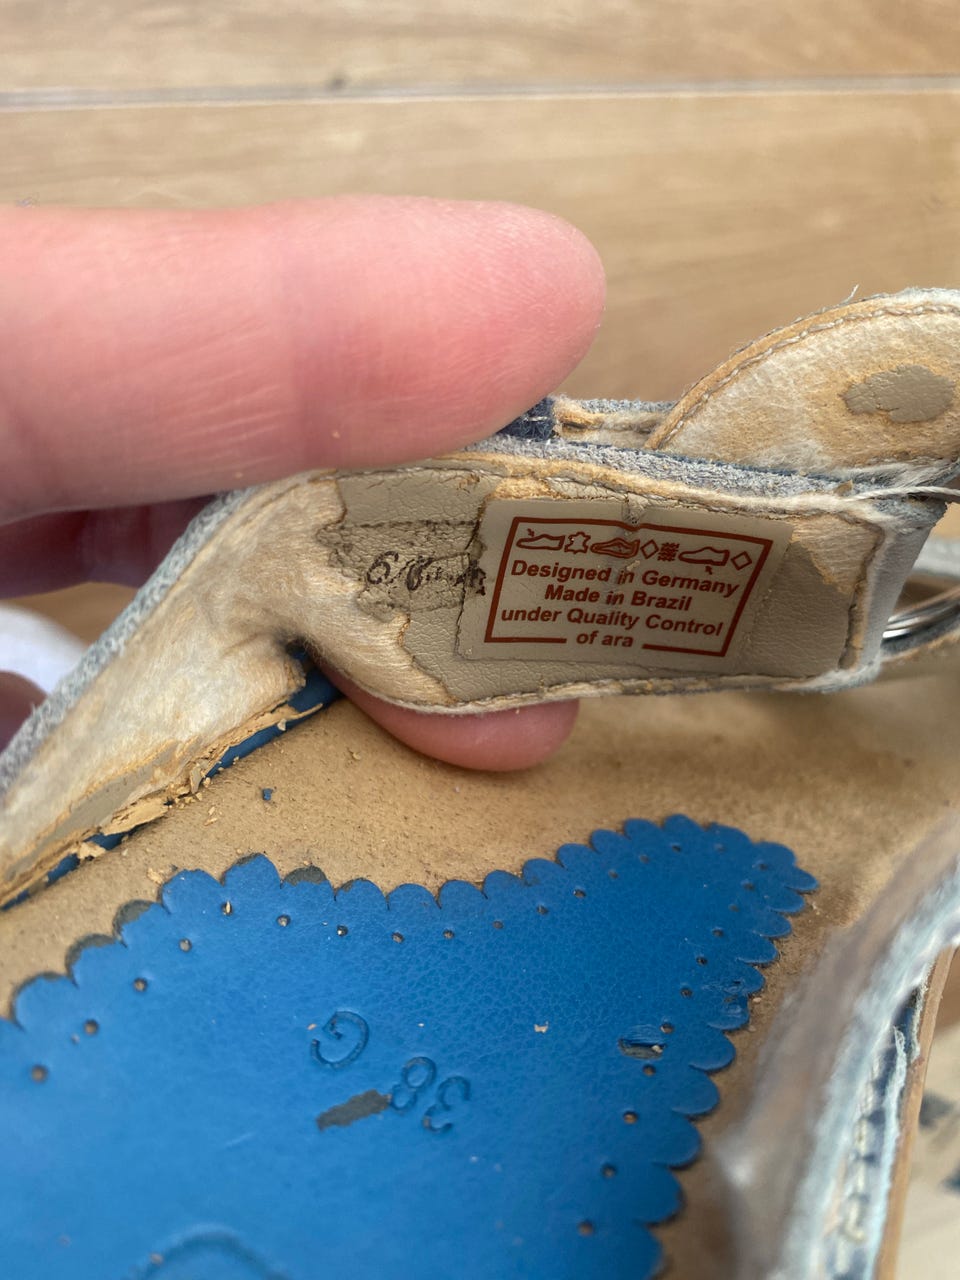 Designed in Germany
Made in Brazil
under Quality Control
of ara
G
38